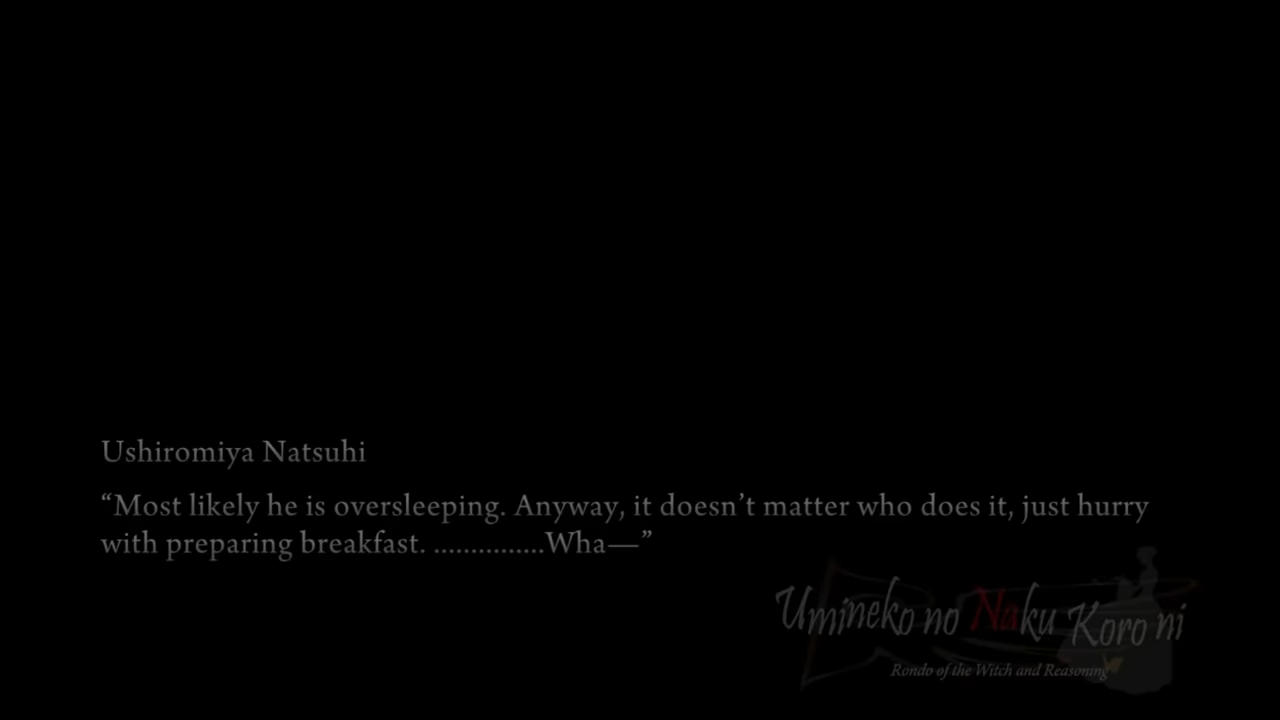 Ushiromiya Natsuhi
“Most likely he is oversleeping. Anyway, it doesn’t matter who does it, just hurry
with preparing breakfast. ...............Wha—”
Umineko no Naku Koro ni
Rondo of the Witch and Reasoning